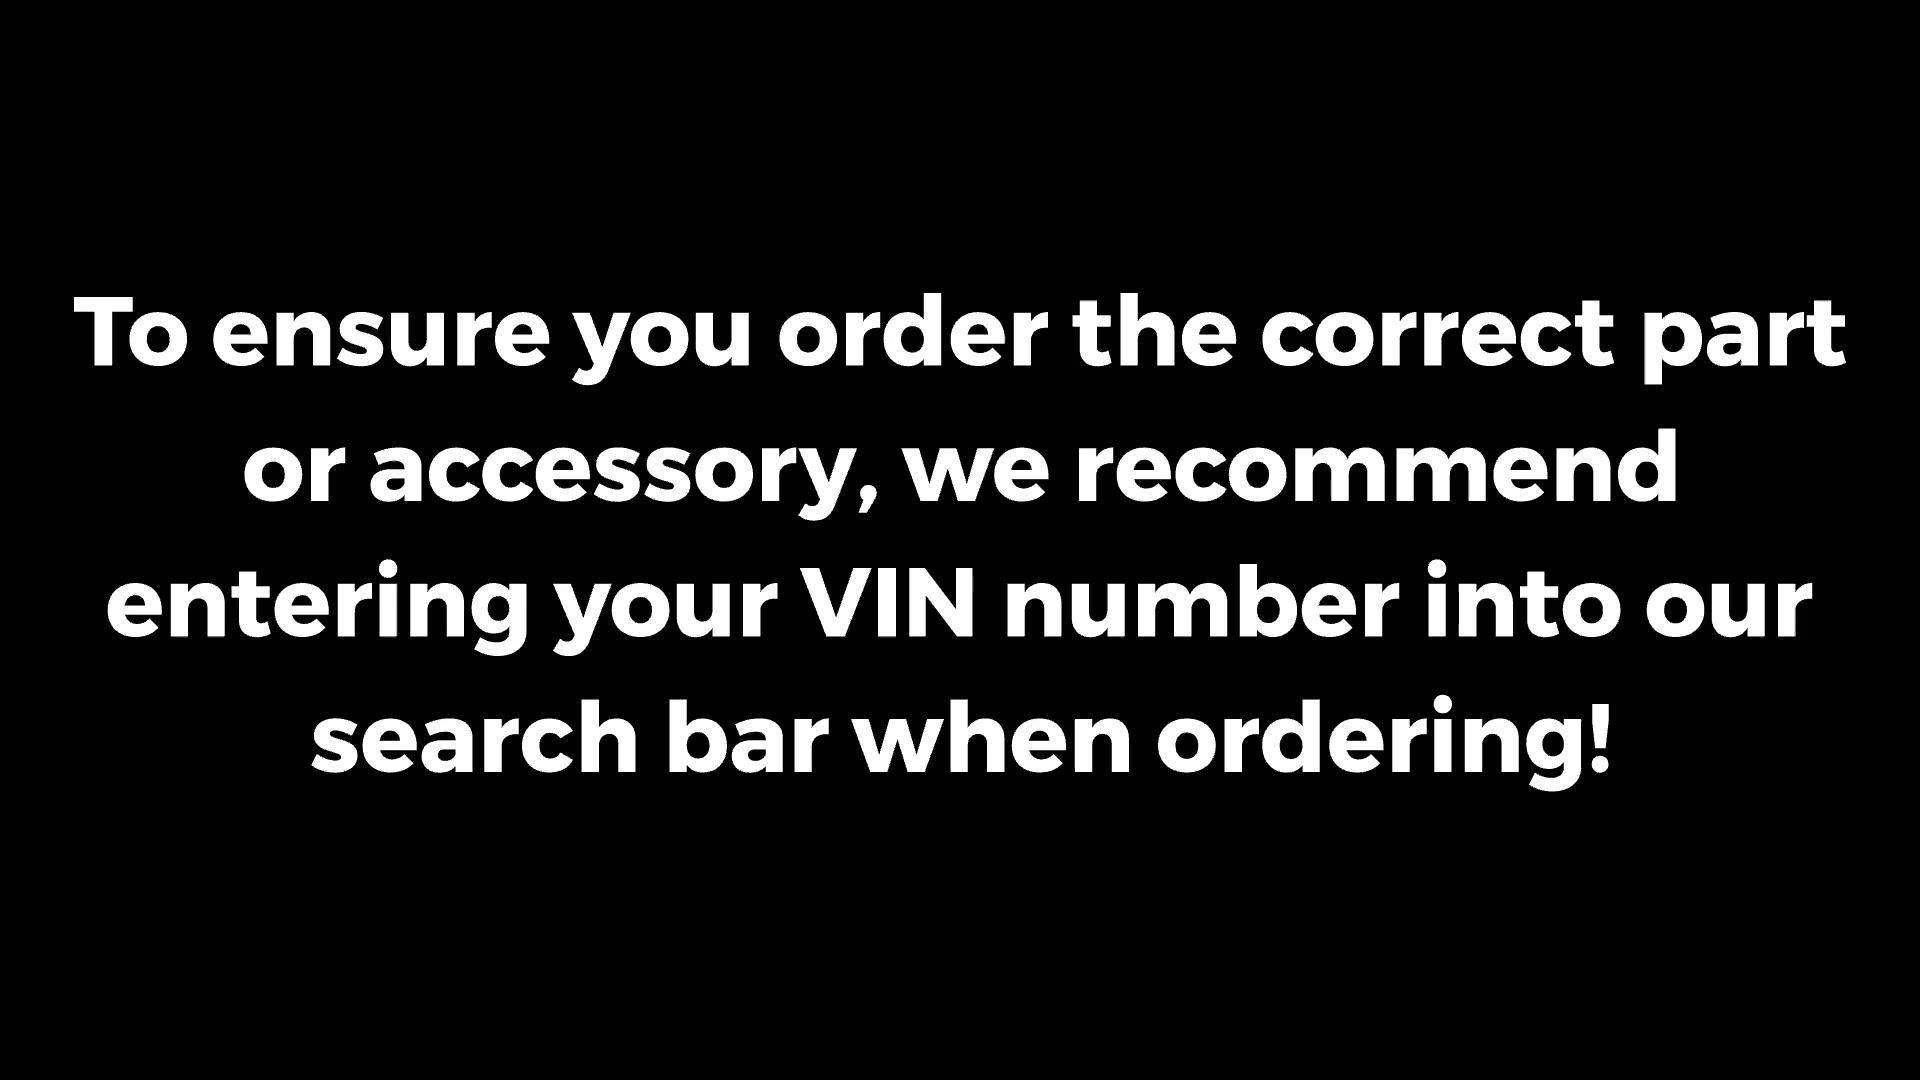 To ensure you order the correct part
or accessory, we recommend
entering your VIN number into our
search bar when ordering!